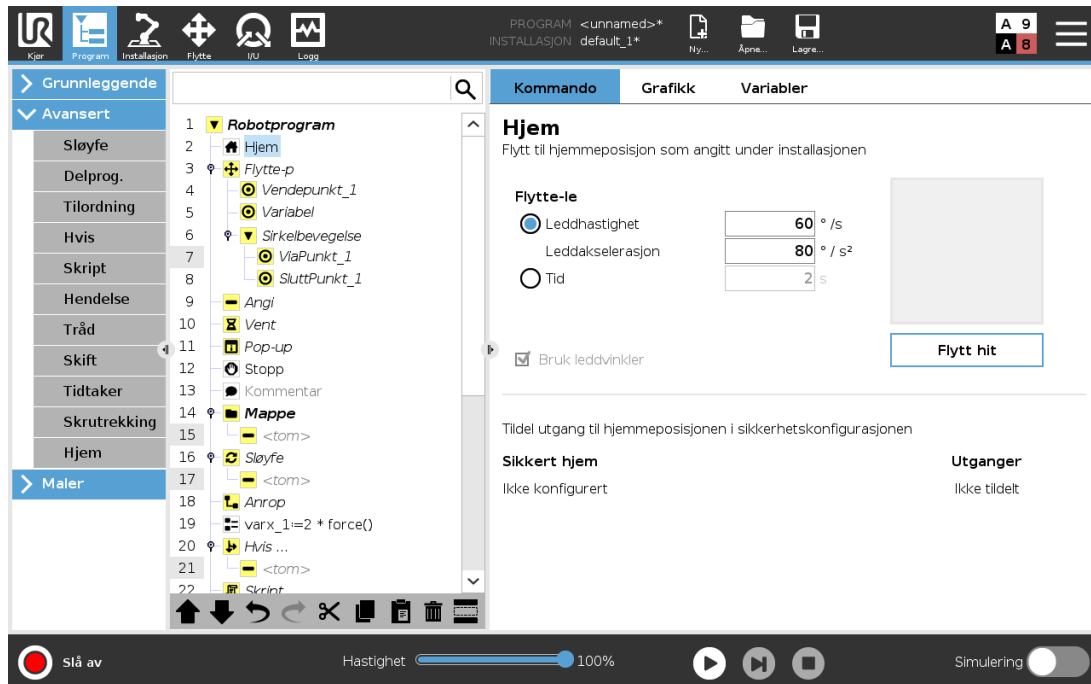 UR
PROGRAM <unnamed>*
INSTALLASJON default_1*
Kjør Program Installasjon Flytte I/U Logg Ny... Åpne... Lagre...
A 9
A 8
Grunnleggende
Avansert
Sløyfe
Delprog.
Tilordning
Hvis
Skript
Hendelse
Tråd
Skift
Tidtaker
Skrutrekking
Hjem
Maler
1 Robotprogram
2 Hjem
3 Flytte-p
4 Vendepunkt_1
5 Variabel
6 Sirkelbevegelse
7 ViaPunkt_1
8 SluttPunkt_1
9 Angi
10 Vent
11 Pop-up
12 Stopp
13 Kommentar
14 Mappe
15 <tom>
16 Sløyfe
17 <tom>
18 Anrop
19 varx_1:=2 * force()
20 Hvis ...
21 <tom>
22 Skript
Kommando Grafikk Variabler
Hjem
Flytt til hjemmeposisjon som angitt under installasjonen
Flytte-le
Leddhastighet 60 °/s
Leddakselerasjon 80 °/s²
Tid 2 s
Bruk leddvinkler
Flytt hit
Tildel utgang til hjemmeposisjonen i sikkerhetskonfigurasjonen
Sikkert hjem Utganger
Ikke konfigurert Ikke tildelt
Slå av Hastighet 100% Simulering